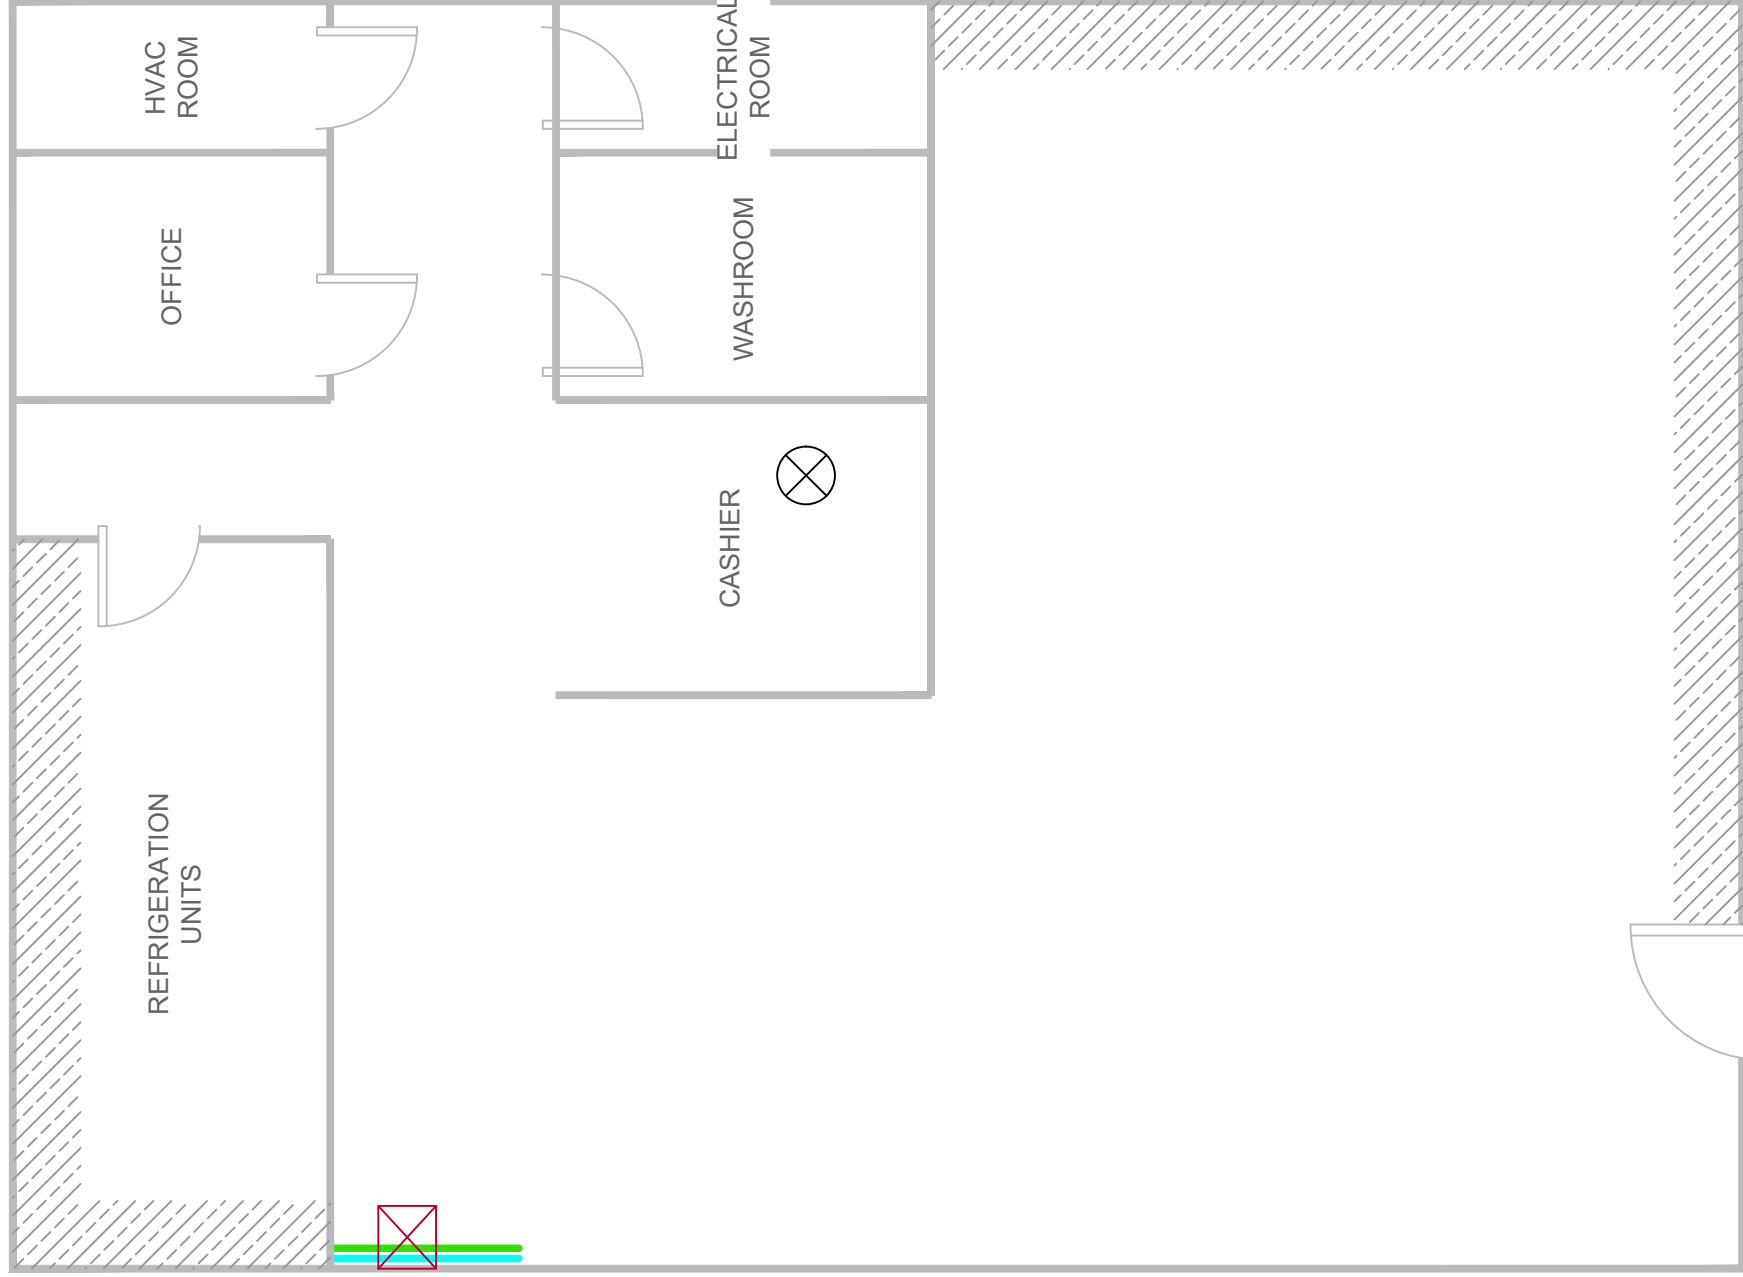 HVAC
ROOM
ELECTRICAL
ROOM
OFFICE
WASHROOM
CASHIER
REFRIGERATION
UNITS